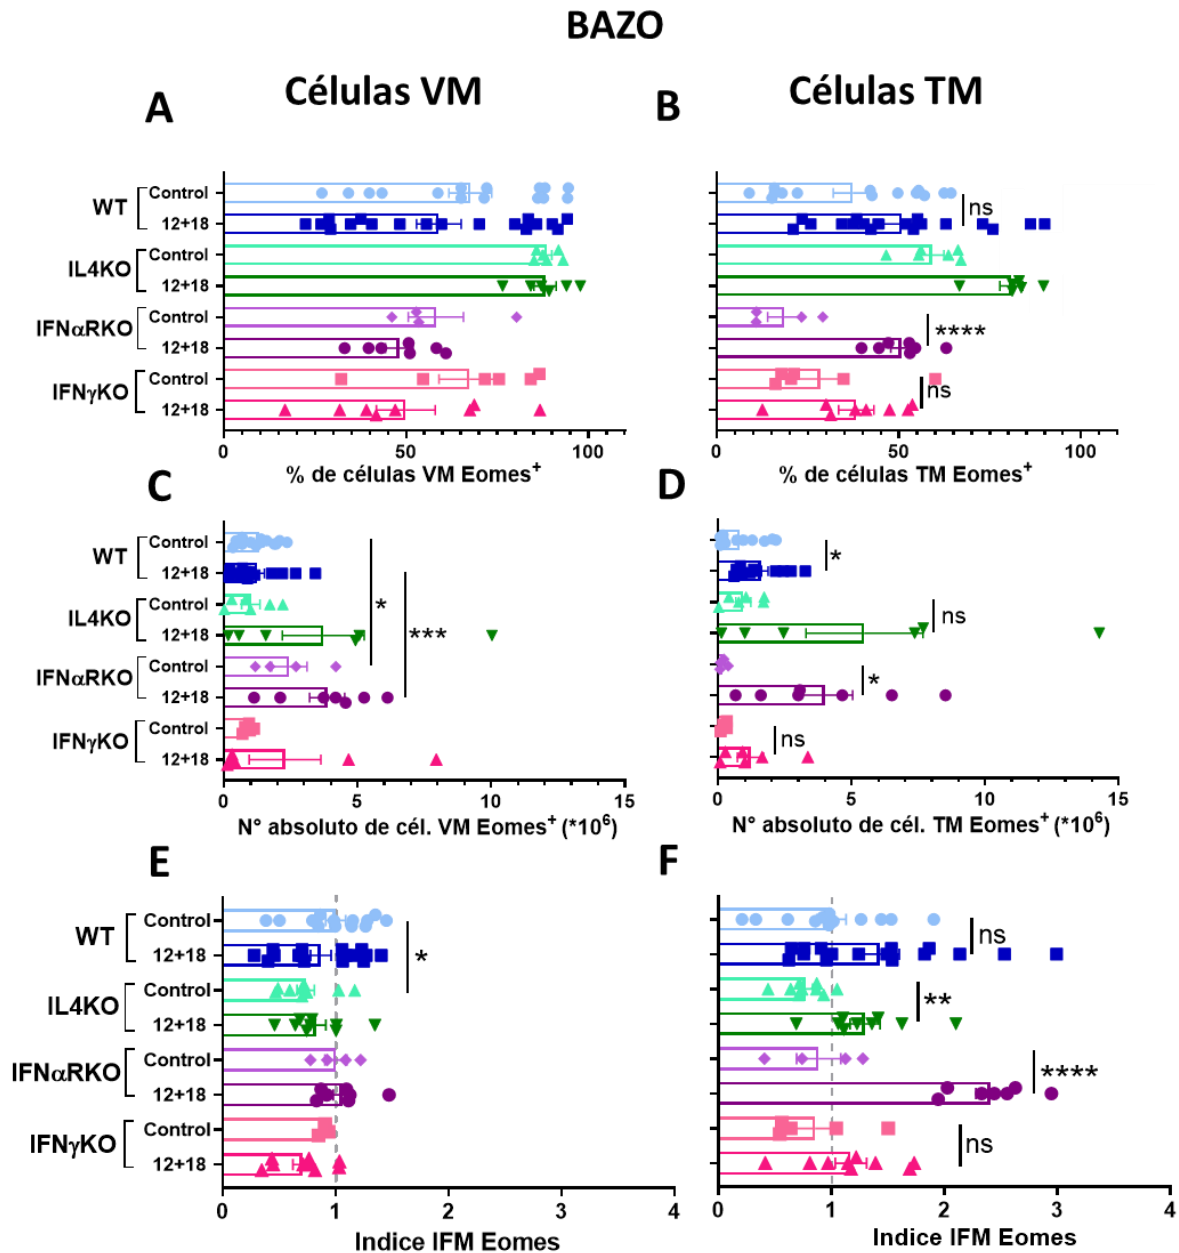 BAZO
Células VM
Células TM
A
B
WT
Control
12+18
IL4KO
Control
12+18
IFNαRKO
Control
12+18
IFNγKO
Control
12+18
0
50
100
% de células VM Eomes⁺
ns
****
ns
0
50
100
% de células TM Eomes⁺
C
D
WT
Control
12+18
IL4KO
Control
12+18
IFNαRKO
Control
12+18
IFNγKO
Control
12+18
*
***
0
5
10
15
N° absoluto de cél. VM Eomes⁺ (*10⁶)
*
ns
*
ns
0
5
10
15
N° absoluto de cél. TM Eomes⁺ (*10⁶)
E
F
WT
Control
12+18
IL4KO
Control
12+18
IFNαRKO
Control
12+18
IFNγKO
Control
12+18
*
0
1
2
3
4
Indice IFM Eomes
ns
**
****
ns
0
1
2
3
4
Indice IFM Eomes